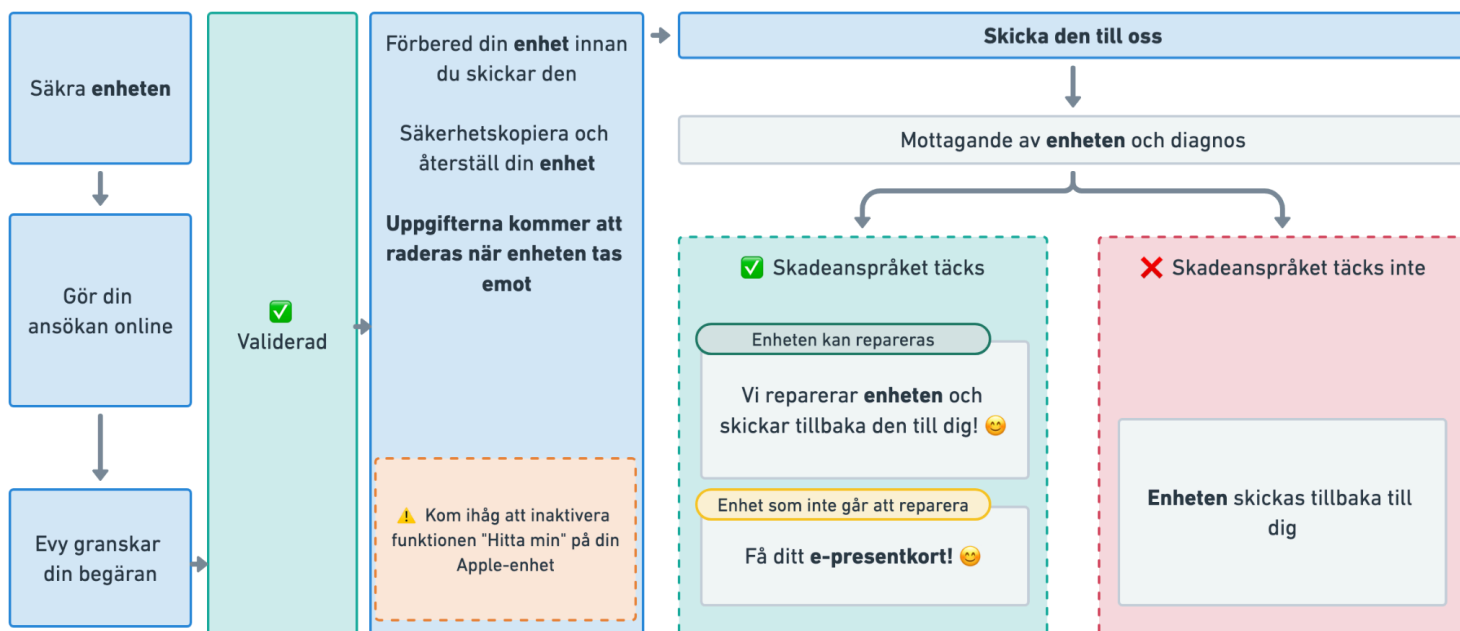 Säkra enheten
Gör din
ansökan online
Evy granskar
din begäran
✅
Validerad
Förbered din enhet innan
du skickar den
Säkerhetskopiera och
återställ din enhet
Uppgifterna kommer att
raderas när enheten tas
emot
⚠️ Kom ihåg att inaktivera
funktionen "Hitta min" på din
Apple-enhet
Skicka den till oss
Mottagande av enheten och diagnos
✅ Skadeanspråket täcks
Enheten kan repareras
Vi reparerar enheten och
skickar tillbaka den till dig! 😊
Enhet som inte går att reparera
Få ditt e-presentkort! 😊
❌ Skadeanspråket täcks inte
Enheten skickas tillbaka till
dig